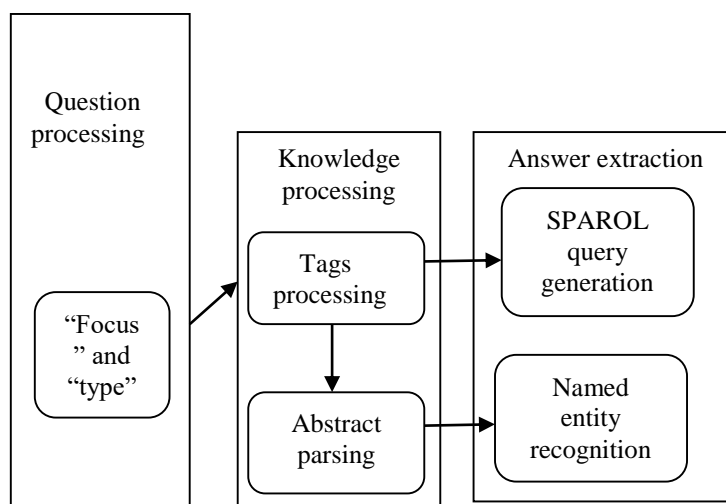 Question
processing
“Focus
” and
“type”
Knowledge
processing
Tags
processing
Abstract
parsing
Answer extraction
SPAROL
query
generation
Named
entity
recognition